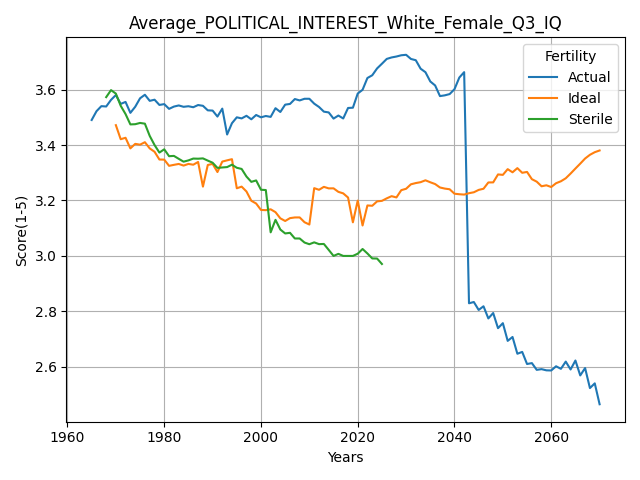 Average_POLITICAL_INTEREST_White_Female_Q3_IQ
Fertility
Actual
Ideal
Sterile
Score(1-5)
3.6
3.4
3.2
3.0
2.8
2.6
1960 1980 2000 2020 2040 2060
Years